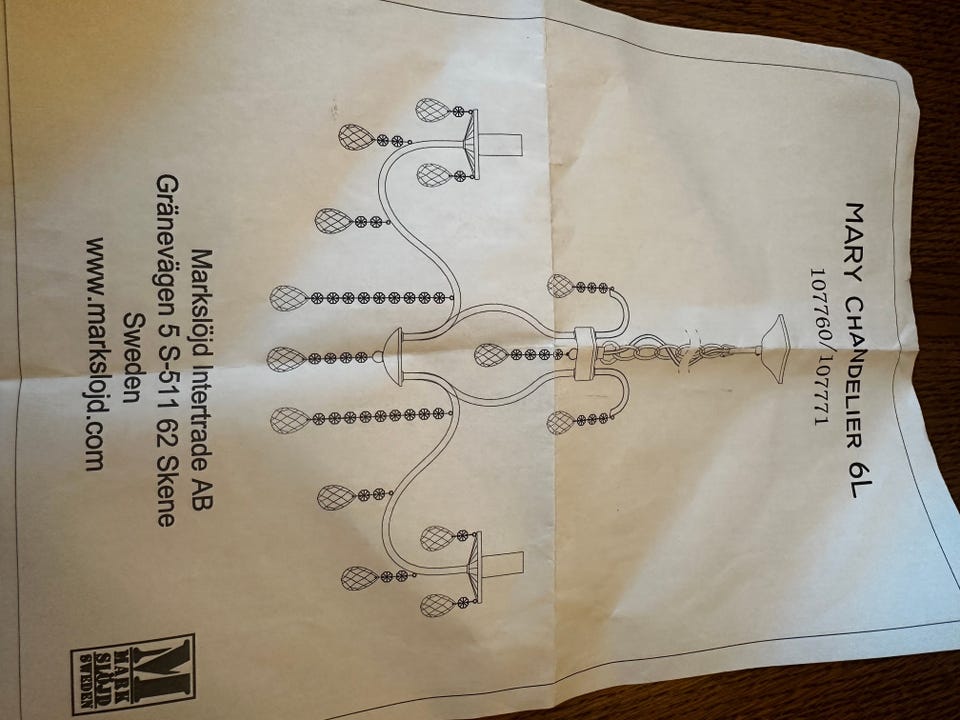 MARY CHANDELIER 6L
107760/107771
Markslöjd Intertrade AB
Gränevägen 5 S-511 62 Skene
Sweden
www.markslojd.com
M
MARK
SLÖJD
SWEDEN